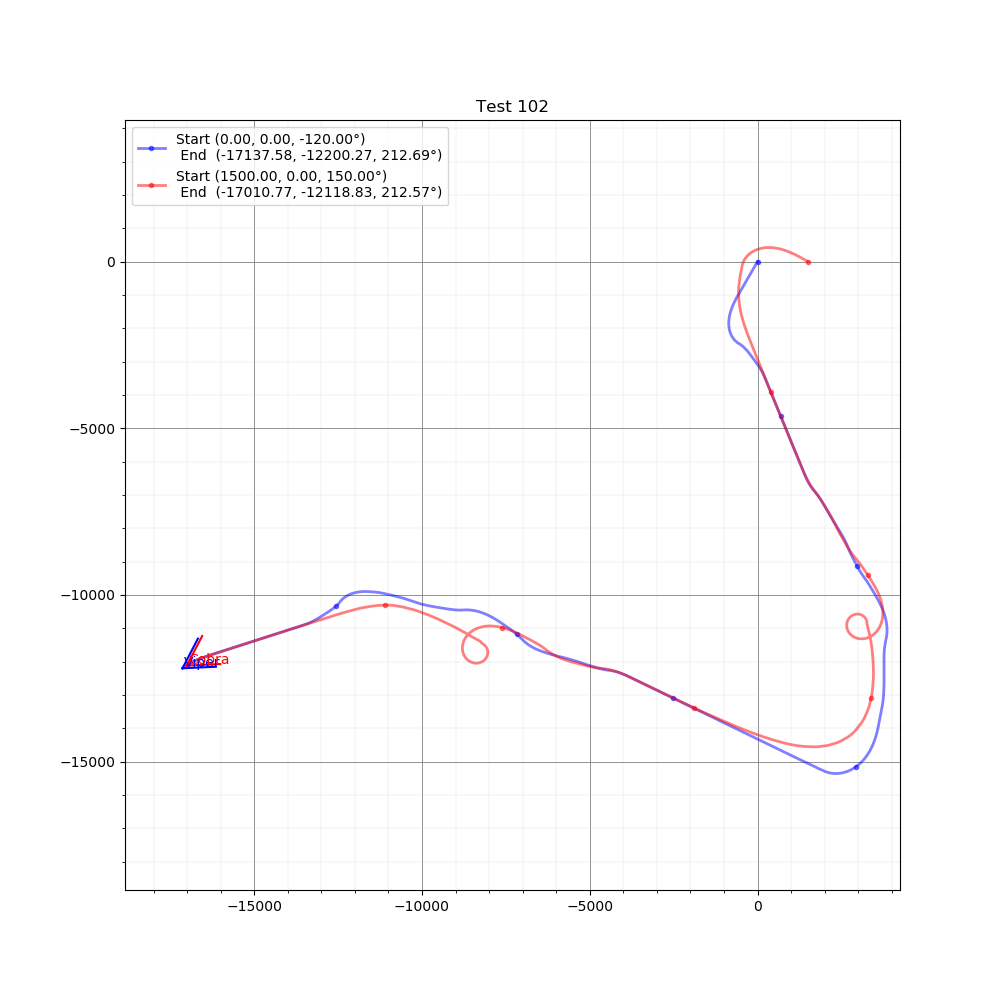 Test 102
Start (0.00, 0.00, -120.00°)
End (-17137.58, -12200.27, 212.69°)
Start (1500.00, 0.00, 150.00°)
End (-17010.77, -12118.83, 212.57°)
0
−5000
−10000
−15000
−15000
−10000
−5000
0